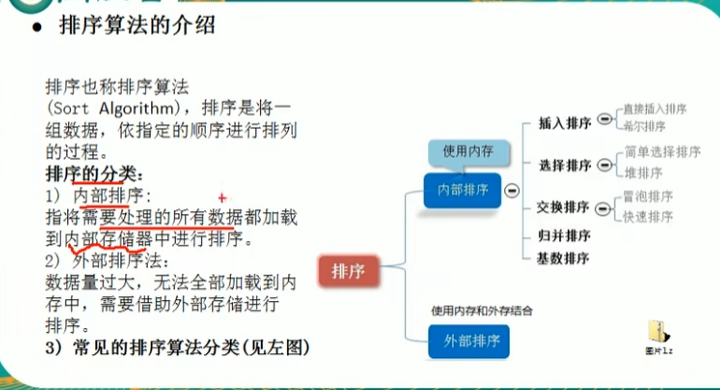 排序算法的介绍
排序也称排序算法
(Sort Algorithm)，排序是将一
组数据，依指定的顺序进行排列
的过程。
排序的分类：
1) 内部排序：
指将需要处理的所有数据都加载
到内部存储器中进行排序。
2) 外部排序法：
数据量过大，无法全部加载到内
存中，需要借助外部存储进行
排序。
3) 常见的排序算法分类(见左图)
排序
使用内存
内部排序
插入排序
直接插入排序
希尔排序
选择排序
简单选择排序
堆排序
交换排序
冒泡排序
快速排序
归并排序
基数排序
使用内存和外存结合
外部排序
图片1z